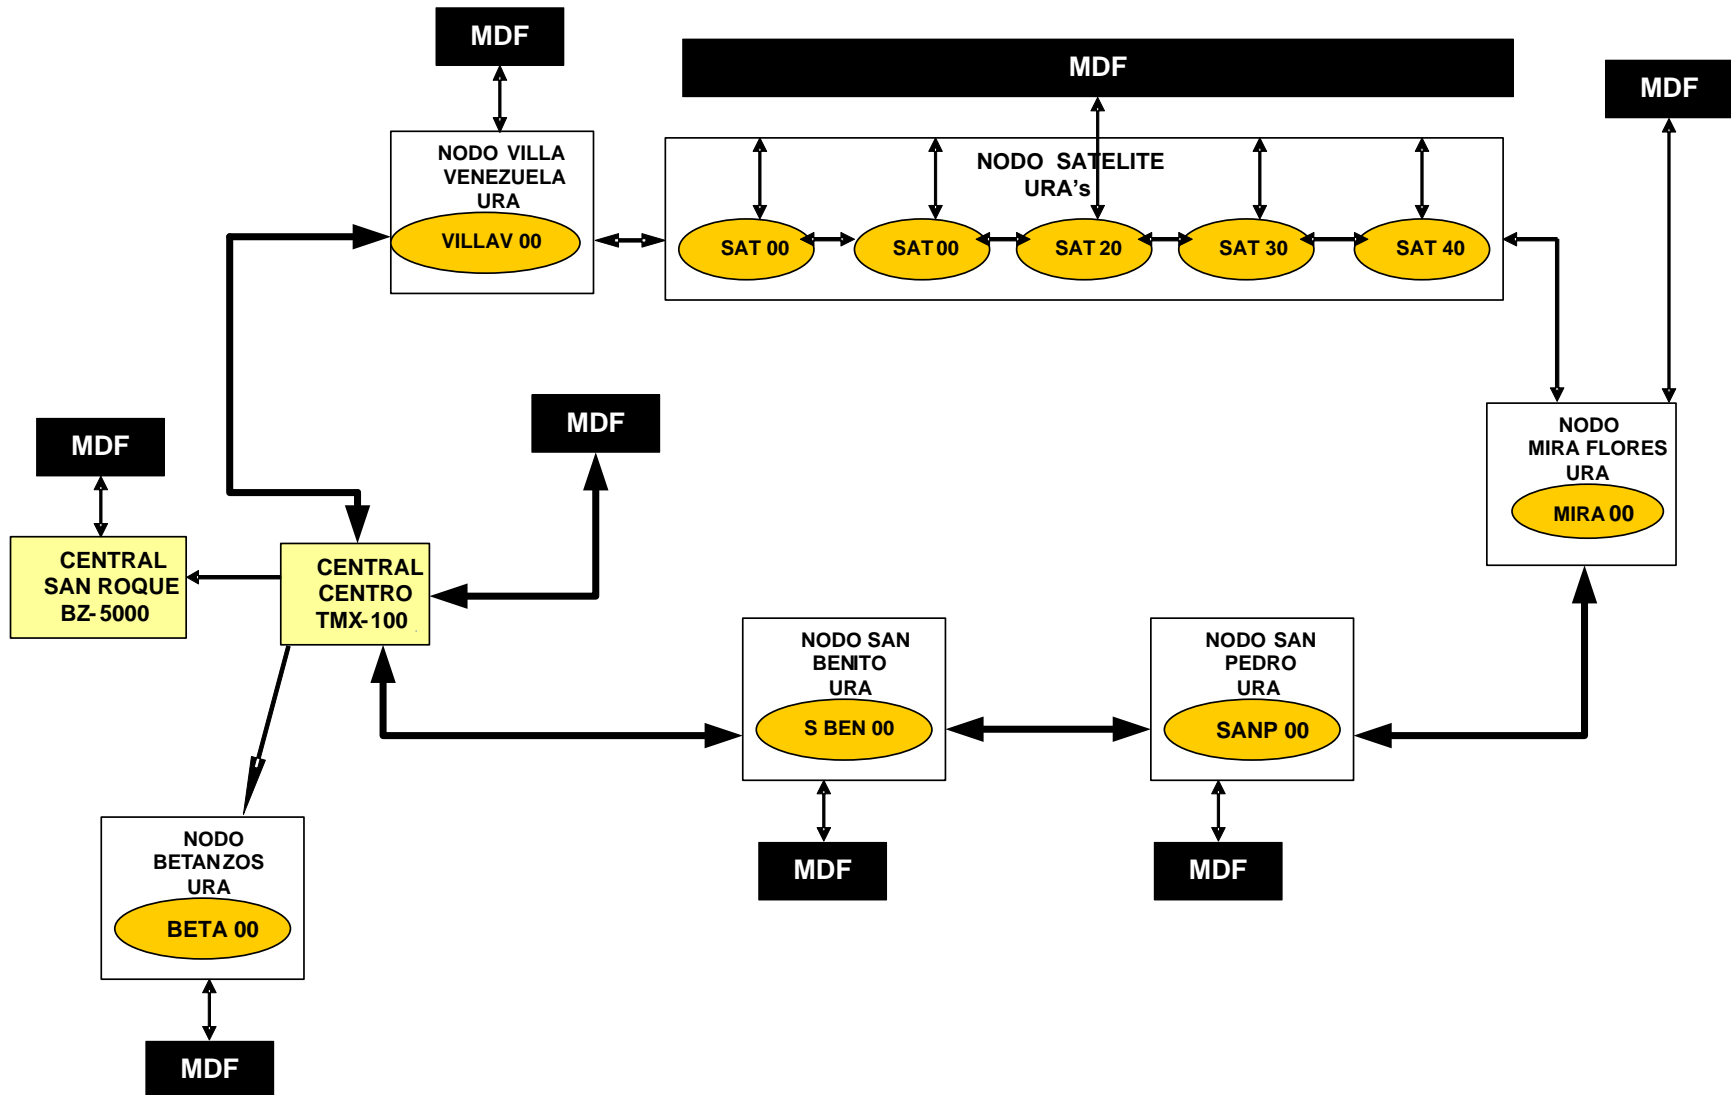 MDF
MDF
MDF
NODO VILLA
VENEZUELA
URA
VILLAV 00
NODO SATELITE
URA's
SAT 00
SAT 00
SAT 20
SAT 30
SAT 40
MDF
MDF
NODO
MIRA FLORES
URA
MIRA 00
CENTRAL
SAN ROQUE
BZ-5000
CENTRAL
CENTRO
TMX-100
NODO SAN
BENITO
URA
S BEN 00
NODO SAN
PEDRO
URA
SANP 00
MDF
MDF
NODO
BETANZOS
URA
BETA 00
MDF